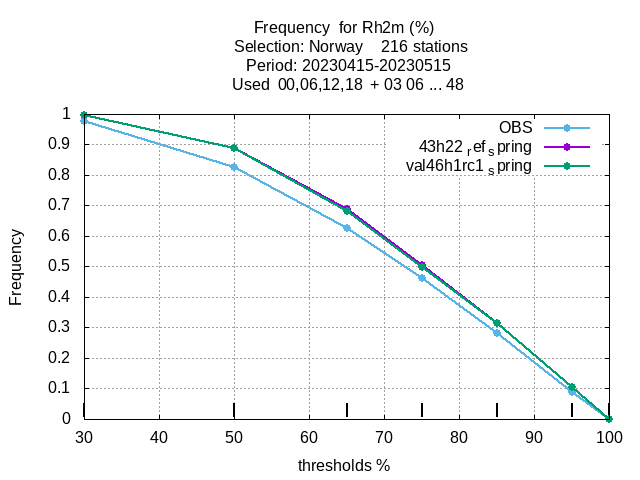 Frequency for Rh2m (%)
Selection: Norway 216 stations
Period: 20230415-20230515
Used 00,06,12,18 + 03 06 ... 48
OBS
43h22 ref spring
val46h1rc1 spring
1
0.9
0.8
0.7
0.6
0.5
0.4
0.3
0.2
0.1
0
Frequency
30 40 50 60 70 80 90 100
thresholds %